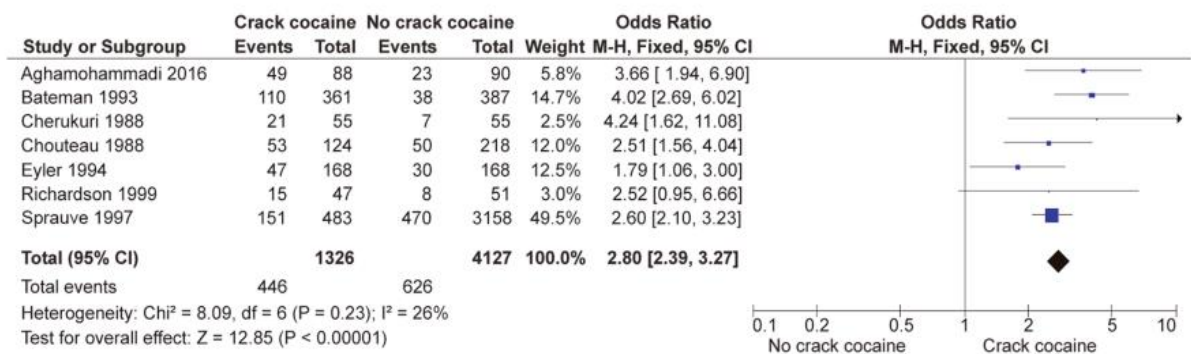 Crack cocaine No crack cocaine Odds Ratio Odds Ratio
Study or Subgroup Events Total Events Total Weight M-H, Fixed, 95% CI M-H, Fixed, 95% CI
Aghamohammadi 2016 49 88 23 90 5.8% 3.66 [ 1.94, 6.90]
Bateman 1993 110 361 38 387 14.7% 4.02 [2.69, 6.02]
Cherukuri 1988 21 55 7 55 2.5% 4.24 [1.62, 11.08]
Chouteau 1988 53 124 50 218 12.0% 2.51 [1.56, 4.04]
Eyler 1994 47 168 30 168 12.5% 1.79 [1.06, 3.00]
Richardson 1999 15 47 8 51 3.0% 2.52 [0.95, 6.66]
Sprauve 1997 151 483 470 3158 49.5% 2.60 [2.10, 3.23]
Total (95% CI) 1326 4127 100.0% 2.80 [2.39, 3.27]
Total events 446 626
Heterogeneity: Chi² = 8.09, df = 6 (P = 0.23); I² = 26%
Test for overall effect: Z = 12.85 (P < 0.00001)
0.1 0.2 0.5 1 2 5 10
No crack cocaine Crack cocaine